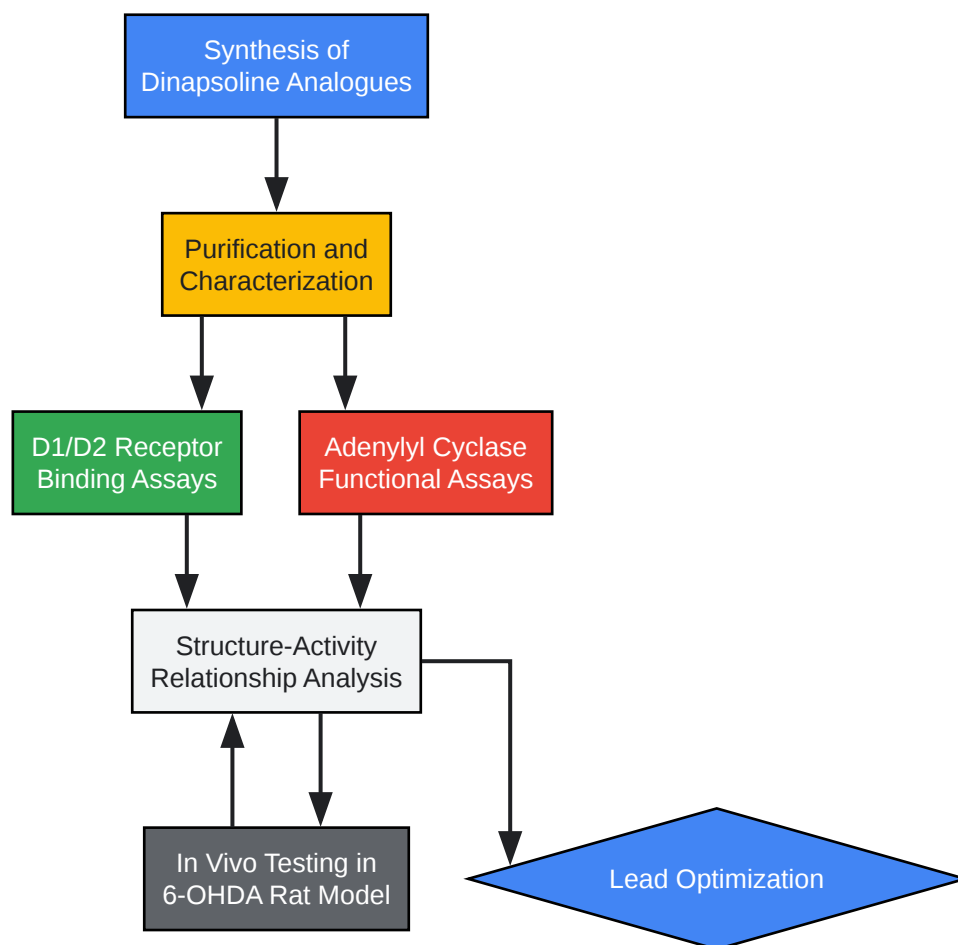 Synthesis of
Dinapsoline Analogues
Purification and
Characterization
D1/D2 Receptor
Binding Assays
Adenylyl Cyclase
Functional Assays
Structure-Activity
Relationship Analysis
In Vivo Testing in
6-OHDA Rat Model
Lead Optimization